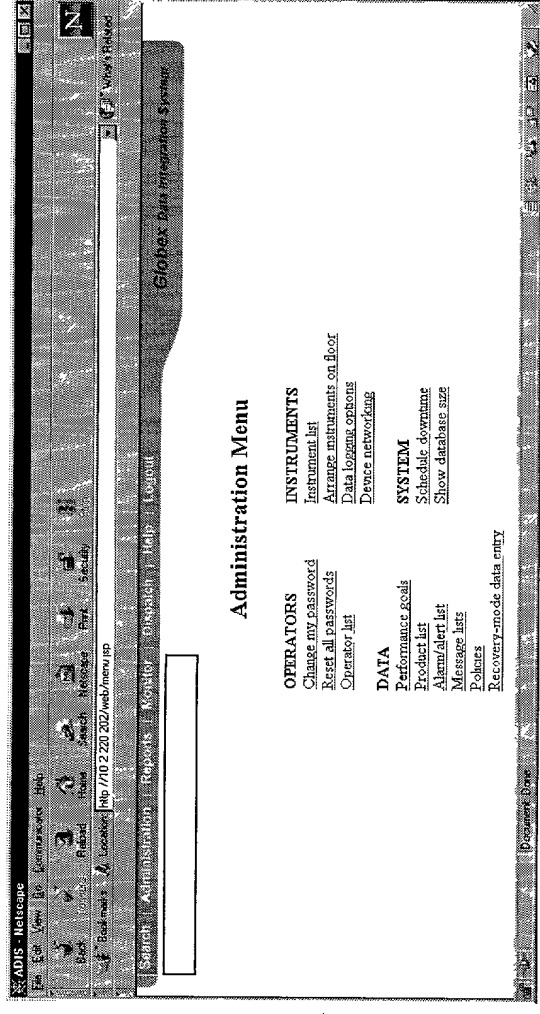 ADIS - Netscape
File Edit View Go Communicator Help
Back Reload Home Search Netscape Print Security
Bookmarks Location: http //10 2 220 202/web/menu jsp What's Related
Search | Administration | Reports | Monitor | Dispatch | Help | Logout
Globex Data Integration System
Administration Menu
OPERATORS
Change my password
Reset all passwords
Operator list
DATA
Performance goals
Product list
Alarm/alert list
Message lists
Policies
Recovery-mode data entry
INSTRUMENTS
Instrument list
Arrange instruments on floor
Data logging options
Device networking
SYSTEM
Schedule downtime
Show database size
Document Done